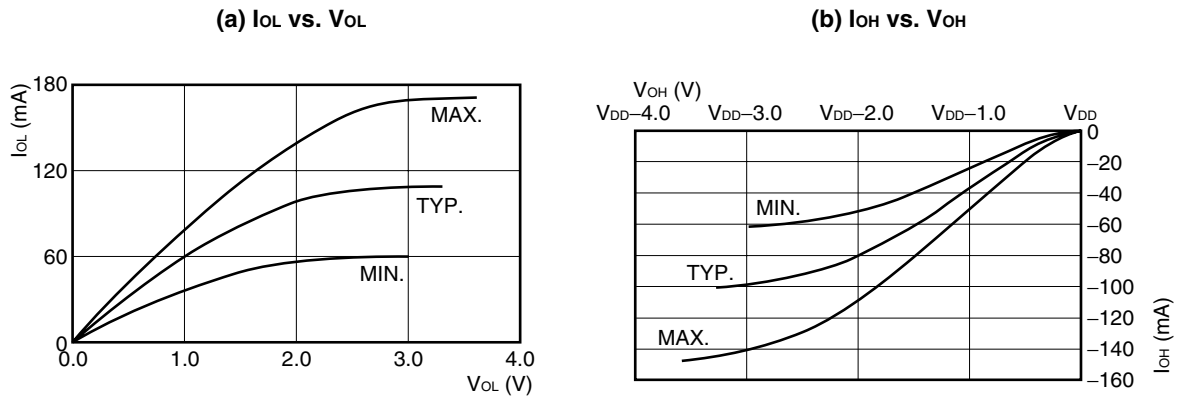 (a) IOL vs. VOL
IOL (mA)
180
120
60
0
0.0 1.0 2.0 3.0 4.0
VOL (V)
MAX.
TYP.
MIN.
(b) IOH vs. VOH
VOH (V)
VDD−4.0 VDD−3.0 VDD−2.0 VDD−1.0 VDD
0
−20
−40
−60
−80
−100
−120
−140
−160
IOH (mA)
MIN.
TYP.
MAX.